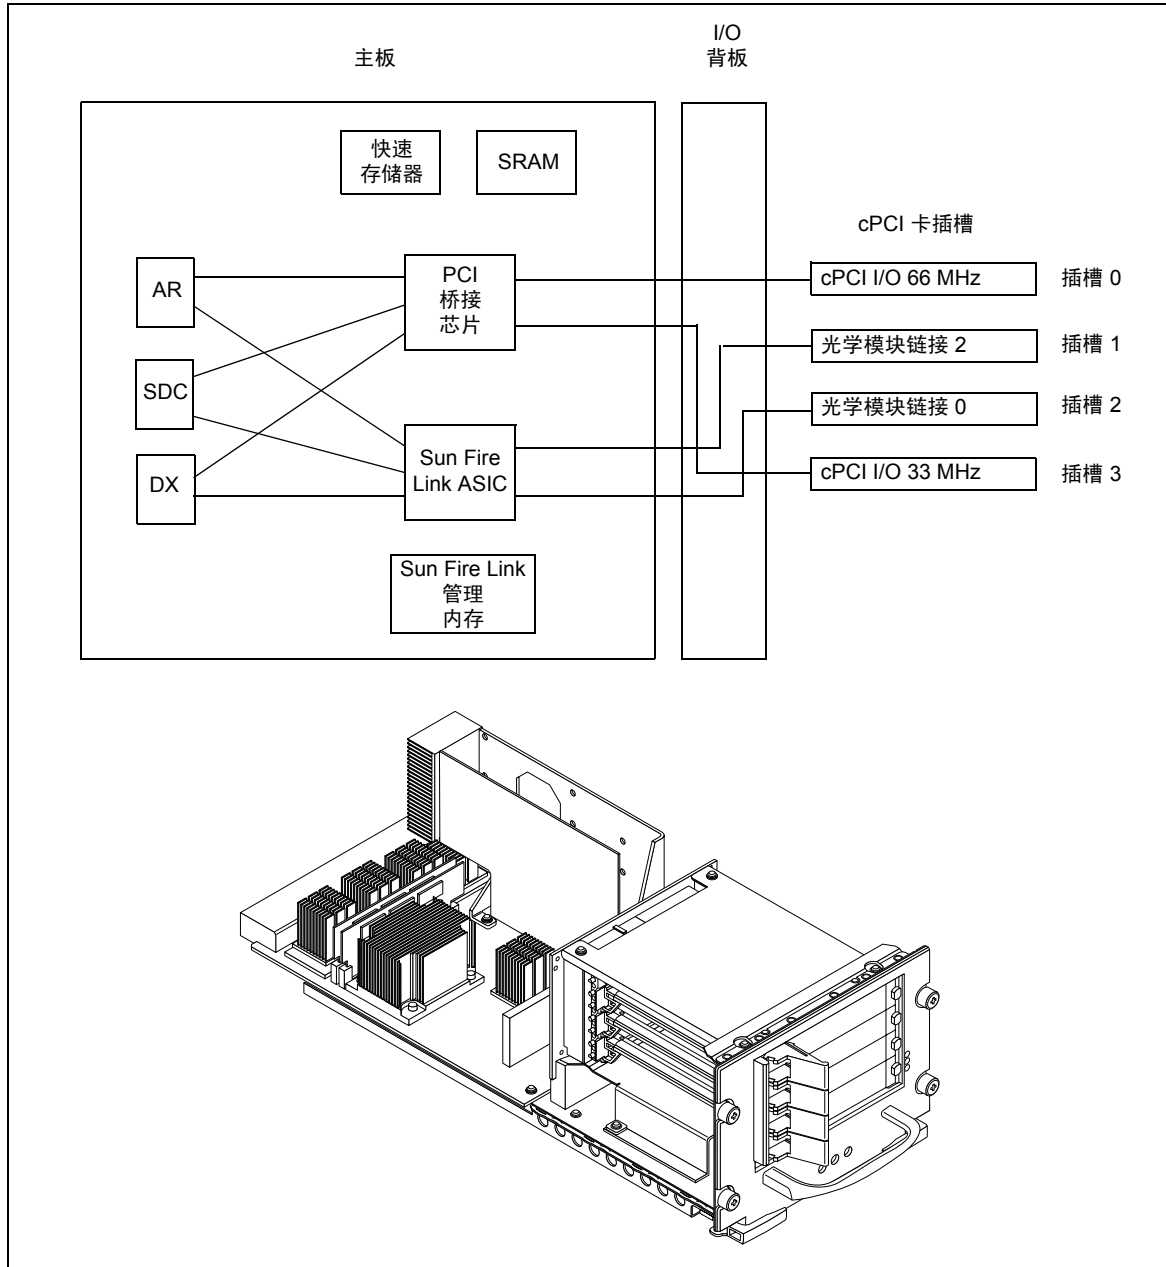 主板
I/O
背板
快速
存储器
SRAM
cPCI 卡插槽
AR
PCI
桥接
芯片
cPCI I/O 66 MHz
插槽 0
光学模块链接 2
插槽 1
SDC
光学模块链接 0
插槽 2
DX
Sun Fire
Link ASIC
cPCI I/O 33 MHz
插槽 3
Sun Fire Link
管理
内存